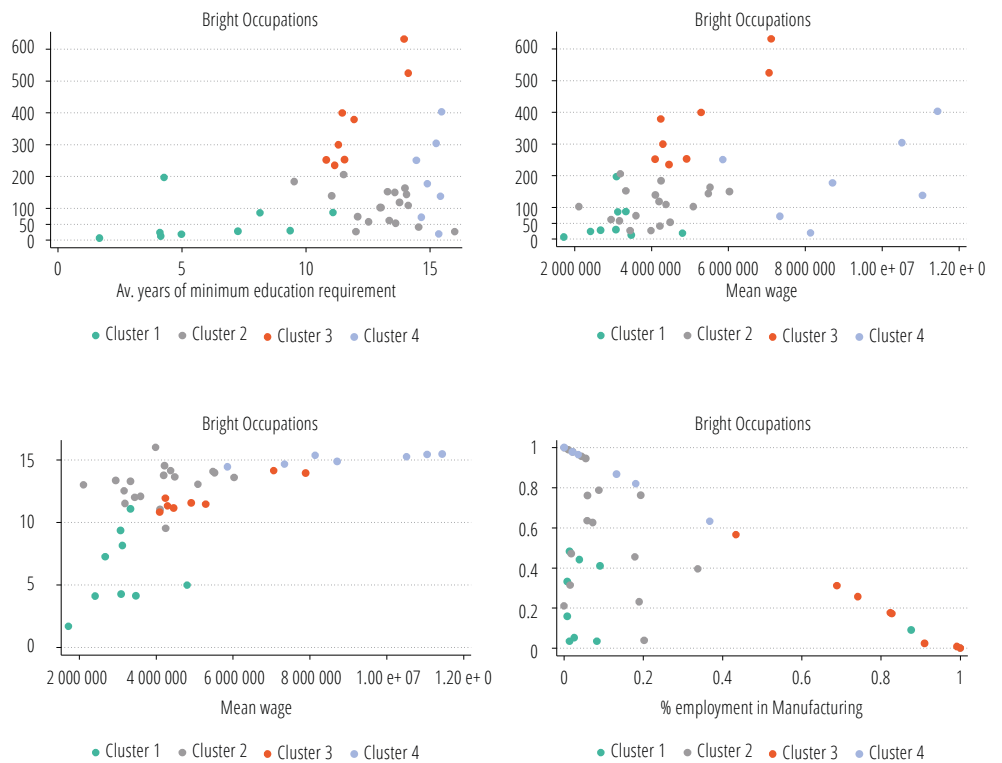 Bright Occupations
600
500
400
300
200
100
50
0
0 5 10 15
Av. years of minimum education requirement
Cluster 1 Cluster 2 Cluster 3 Cluster 4
Bright Occupations
600
500
400
300
200
100
50
0
2 000 000 4 000 000 6 000 000 8 000 000 1.00 e+ 07 1.20 e+ 0
Mean wage
Cluster 1 Cluster 2 Cluster 3 Cluster 4
Bright Occupations
15
10
5
0
2 000 000 4 000 000 6 000 000 8 000 000 1.00 e+ 07 1.20 e+ 0
Mean wage
Cluster 1 Cluster 2 Cluster 3 Cluster 4
Bright Occupations
1
0.8
0.6
0.4
0.2
0
0 0.2 0.4 0.6 0.8 1
% employment in Manufacturing
Cluster 1 Cluster 2 Cluster 3 Cluster 4